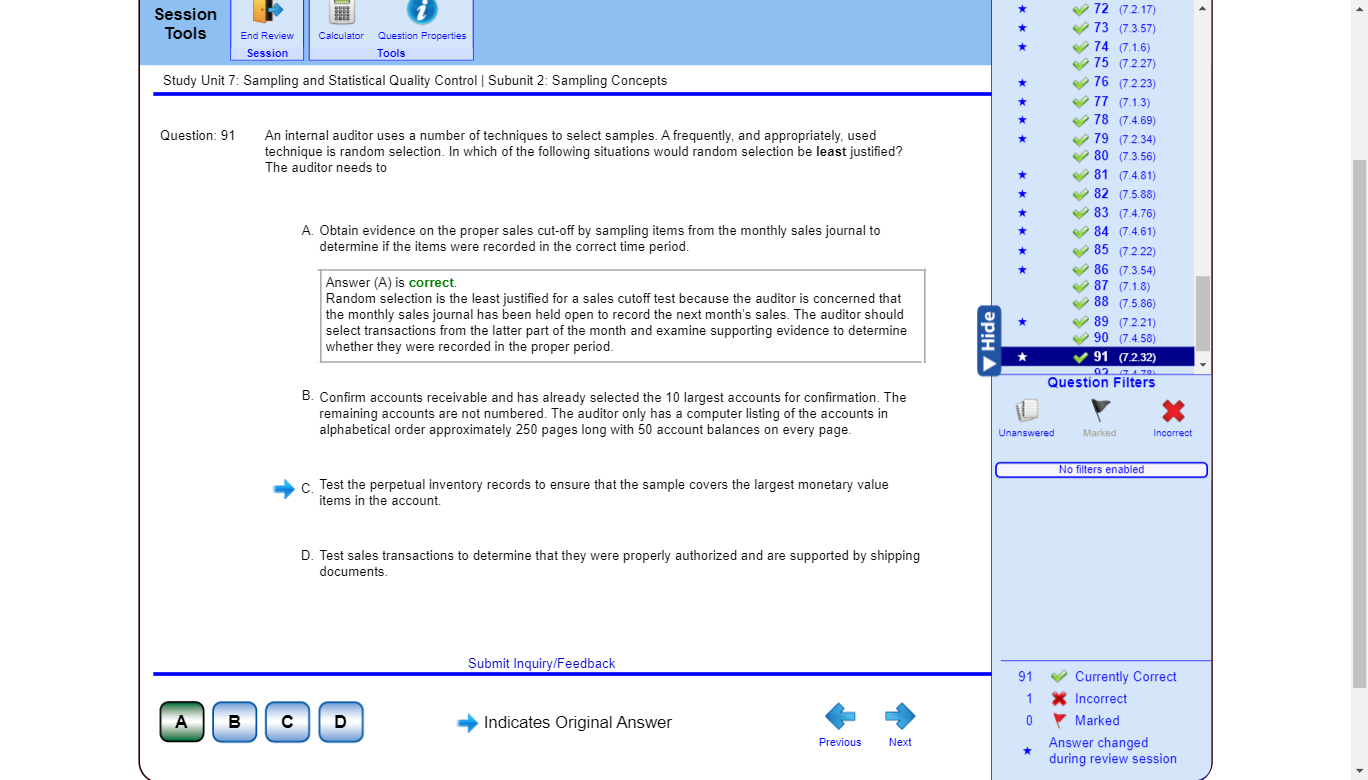 Session
Tools
End Review
Session
Calculator
Question Properties
Tools
Study Unit 7: Sampling and Statistical Quality Control | Subunit 2: Sampling Concepts
Question: 91
An internal auditor uses a number of techniques to select samples. A frequently, and appropriately, used
technique is random selection. In which of the following situations would random selection be least justified?
The auditor needs to
A. Obtain evidence on the proper sales cut-off by sampling items from the monthly sales journal to
determine if the items were recorded in the correct time period.
Answer (A) is correct.
Random selection is the least justified for a sales cutoff test because the auditor is concerned that
the monthly sales journal has been held open to record the next month's sales. The auditor should
select transactions from the latter part of the month and examine supporting evidence to determine
whether they were recorded in the proper period.
B. Confirm accounts receivable and has already selected the 10 largest accounts for confirmation. The
remaining accounts are not numbered. The auditor only has a computer listing of the accounts in
alphabetical order approximately 250 pages long with 50 account balances on every page.
C. Test the perpetual inventory records to ensure that the sample covers the largest monetary value
items in the account.
D. Test sales transactions to determine that they were properly authorized and are supported by shipping
documents.
Submit Inquiry/Feedback
A B C D
Indicates Original Answer
Previous
Next
72 (7.2.17)
73 (7.3.57)
74 (7.1.6)
75 (7.2.27)
76 (7.2.23)
77 (7.1.3)
78 (7.4.69)
79 (7.2.34)
80 (7.3.56)
81 (7.4.81)
82 (7.5.88)
83 (7.4.76)
84 (7.4.61)
85 (7.2.22)
86 (7.3.54)
87 (7.1.8)
88 (7.5.86)
89 (7.2.21)
90 (7.4.58)
91 (7.2.32)
92 (7.4.78)
Hide
Question Filters
Unanswered
Marked
Incorrect
No filters enabled
91 Currently Correct
1 Incorrect
0 Marked
Answer changed
during review session